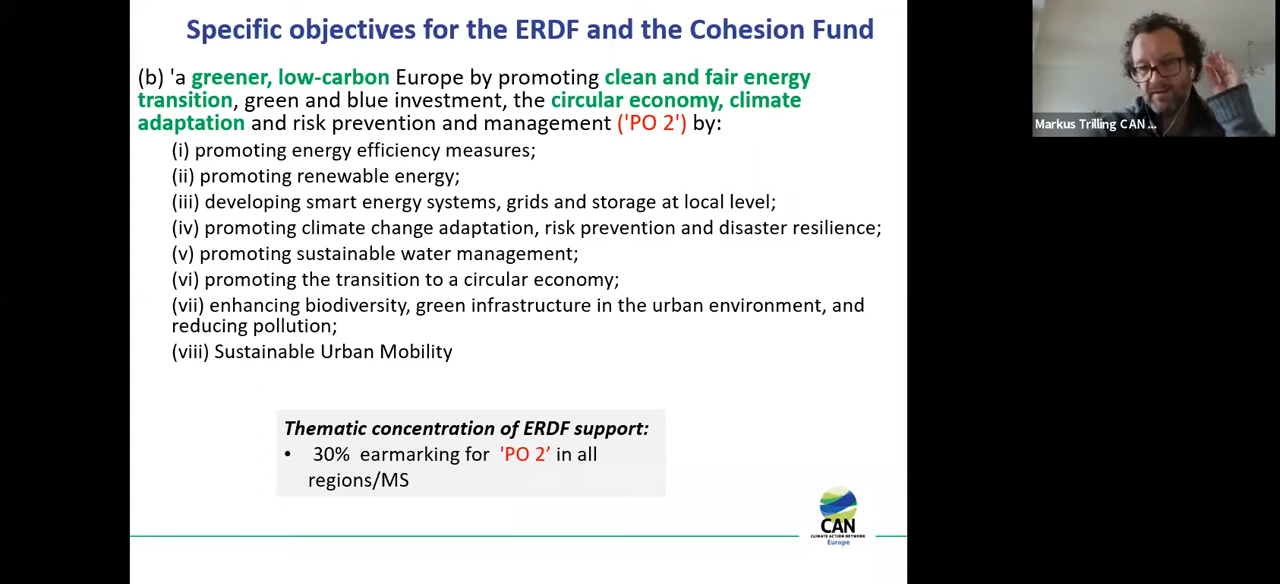 Specific objectives for the ERDF and the Cohesion Fund
(b) 'a greener, low-carbon Europe by promoting clean and fair energy
transition, green and blue investment, the circular economy, climate
adaptation and risk prevention and management ('PO 2') by:
(i) promoting energy efficiency measures;
(ii) promoting renewable energy;
(iii) developing smart energy systems, grids and storage at local level;
(iv) promoting climate change adaptation, risk prevention and disaster resilience;
(v) promoting sustainable water management;
(vi) promoting the transition to a circular economy;
(vii) enhancing biodiversity, green infrastructure in the urban environment, and
reducing pollution;
(viii) Sustainable Urban Mobility
Thematic concentration of ERDF support:
• 30% earmarking for 'PO 2’ in all
regions/MS
CAN
CLIMATE ACTION NETWORK
Europe
Markus Trilling CAN ...